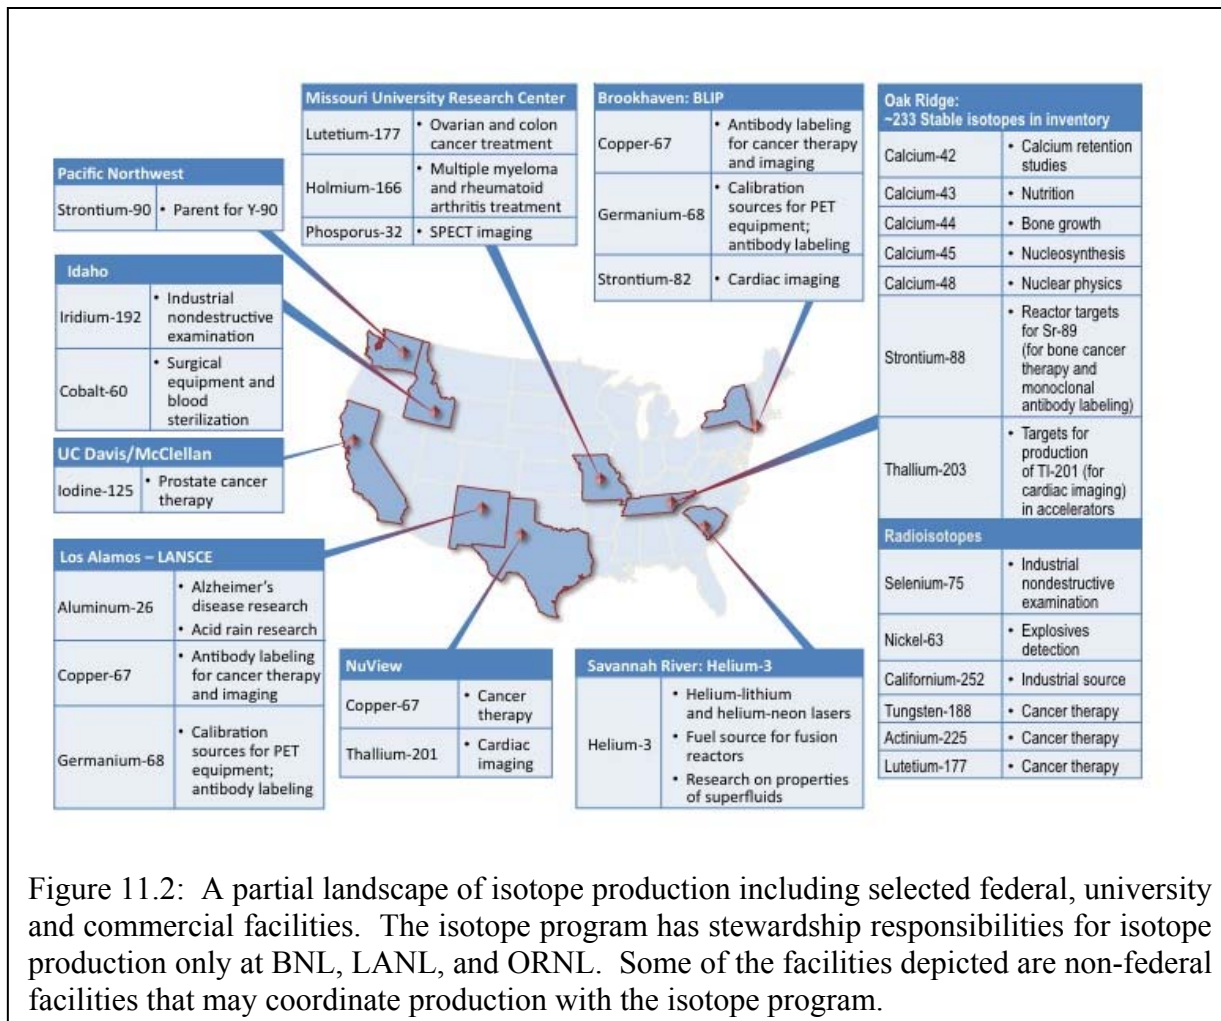 Missouri University Research Center
Lutetium-177
• Ovarian and colon
cancer treatment
Holmium-166
• Multiple myeloma
and rheumatoid
arthritis treatment
Phosporus-32
• SPECT imaging
Brookhaven: BLIP
Copper-67
• Antibody labeling
for cancer therapy
and imaging
Germanium-68
• Calibration
sources for PET
equipment;
antibody labeling
Strontium-82
• Cardiac imaging
Oak Ridge:
~233 Stable isotopes in inventory
Calcium-42
• Calcium retention
studies
Calcium-43
• Nutrition
Calcium-44
• Bone growth
Calcium-45
• Nucleosynthesis
Calcium-48
• Nuclear physics
Strontium-88
• Reactor targets
for Sr-89
(for bone cancer
therapy and
monoclonal
antibody labeling)
Thallium-203
• Targets for
production
of Tl-201 (for
cardiac imaging)
in accelerators
Radioisotopes
Selenium-75
• Industrial
nondestructive
examination
Nickel-63
• Explosives
detection
Californium-252
• Industrial source
Tungsten-188
• Cancer therapy
Actinium-225
• Cancer therapy
Lutetium-177
• Cancer therapy
Pacific Northwest
Strontium-90
• Parent for Y-90
Idaho
Iridium-192
• Industrial
nondestructive
examination
Cobalt-60
• Surgical
equipment and
blood
sterilization
UC Davis/McClellan
Iodine-125
• Prostate cancer
therapy
Los Alamos – LANSCE
Aluminum-26
• Alzheimer's
disease research
• Acid rain research
Copper-67
• Antibody labeling
for cancer therapy
and imaging
Germanium-68
• Calibration
sources for PET
equipment;
antibody labeling
NuView
Copper-67
• Cancer
therapy
Thallium-201
• Cardiac
imaging
Savannah River: Helium-3
Helium-3
• Helium-lithium
and helium-neon lasers
• Fuel source for fusion
reactors
• Research on properties
of superfluids
Figure 11.2: A partial landscape of isotope production including selected federal, university
and commercial facilities. The isotope program has stewardship responsibilities for isotope
production only at BNL, LANL, and ORNL. Some of the facilities depicted are non-federal
facilities that may coordinate production with the isotope program.